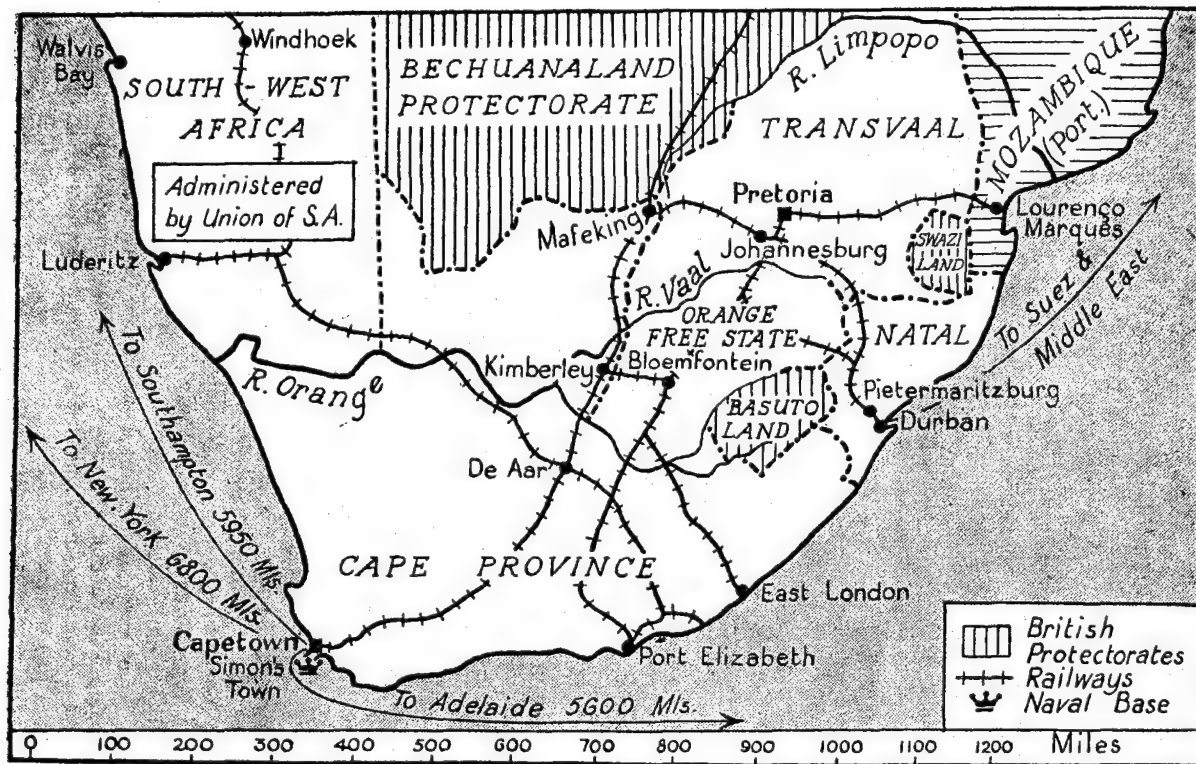 Walvis
Bay
Windhoek
SOUTH-WEST
AFRICA
Administered
by Union of S.A.
Luderitz
BECHUANALAND
PROTECTORATE
R. Limpopo
TRANSVAAL
MOZAMBIQUE
(Port.)
Pretoria
Mafeking
Johannesburg
Lourenço
Marques
SWAZI
LAND
R. Vaal
ORANGE
FREE STATE
NATAL
To Suez &
Middle East
Kimberley
Bloemfontein
R. Orange
BASUTO
LAND
Pietermaritzburg
Durban
De Aar
To Southampton 5950 Mls.
To New York 6800 Mls.
CAPE PROVINCE
East London
Capetown
Simon's
Town
Port Elizabeth
To Adelaide 5600 Mls.
British
Protectorates
Railways
Naval Base
0 100 200 300 400 500 600 700 800 900 1000 1100 1200 Miles